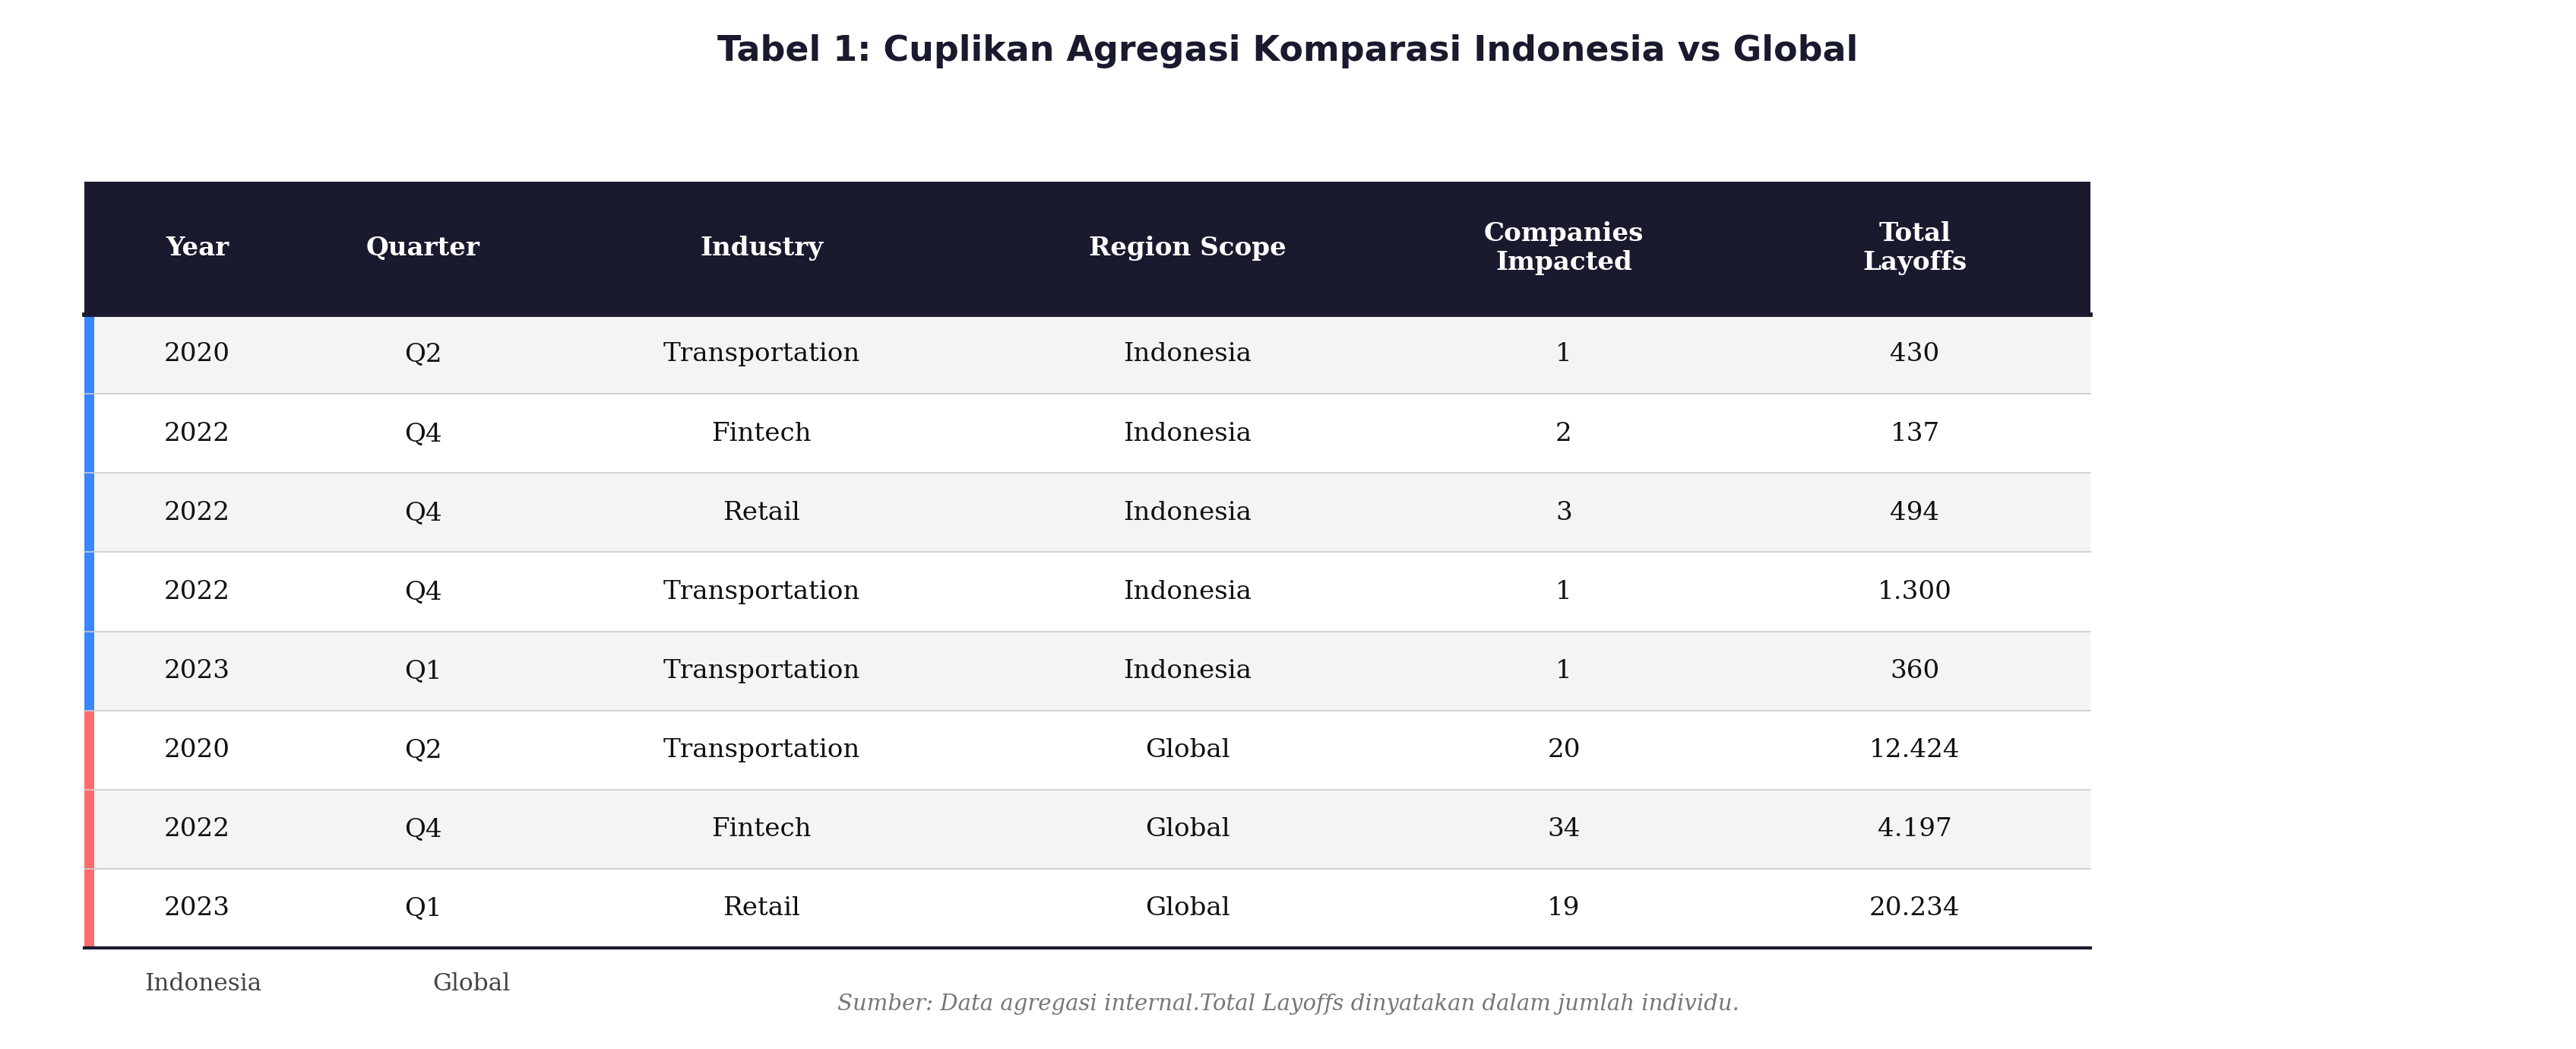 Tabel 1: Cuplikan Agregasi Komparasi Indonesia vs Global
Year Quarter Industry Region Scope Companies Impacted Total Layoffs
2020 Q2 Transportation Indonesia 1 430
2022 Q4 Fintech Indonesia 2 137
2022 Q4 Retail Indonesia 3 494
2022 Q4 Transportation Indonesia 1 1.300
2023 Q1 Transportation Indonesia 1 360
2020 Q2 Transportation Global 20 12.424
2022 Q4 Fintech Global 34 4.197
2023 Q1 Retail Global 19 20.234
Indonesia Global
Sumber: Data agregasi internal.Total Layoffs dinyatakan dalam jumlah individu.